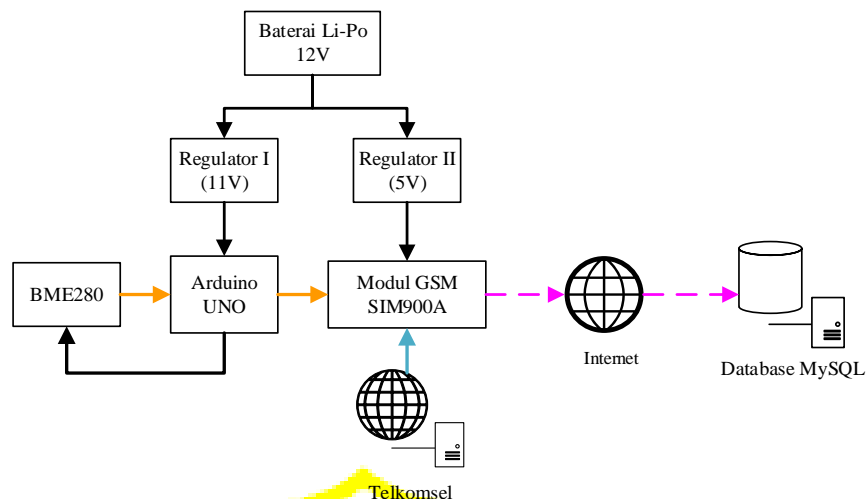 Baterai Li-Po
12V
Regulator I
(11V)
Regulator II
(5V)
BME280
Arduino
UNO
Modul GSM
SIM900A
Internet
Database MySQL
Telkomsel